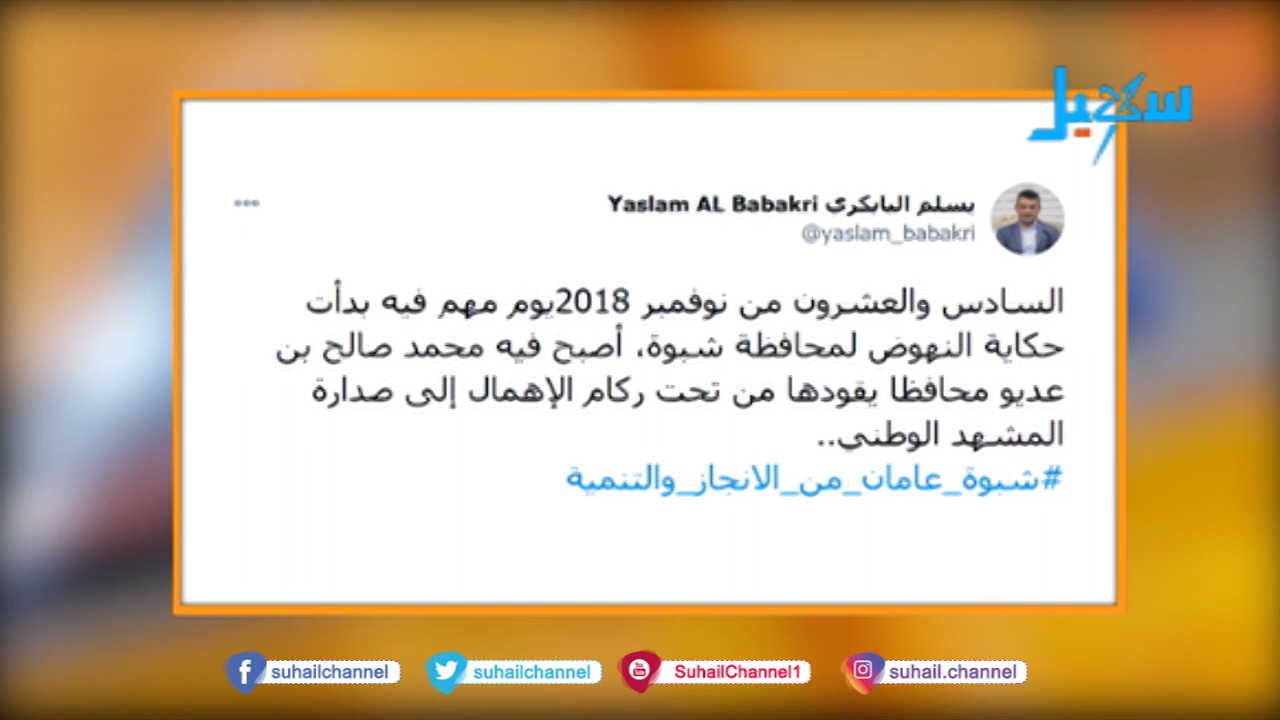 سهيل
يسلم البابكري Yaslam AL Babakri
@yaslam_babakri
السادس والعشرون من نوفمبر 2018يوم مهم فيه بدأت
حكاية النهوض لمحافظة شبوة، أصبح فيه محمد صالح بن
عديو محافظا يقودها من تحت ركام الإهمال إلى صدارة
المشهد الوطني..
#شبوة_عامان_من_الانجاز_والتنمية
suhailchannel
suhailchannel
SuhailChannel1
suhail.channel